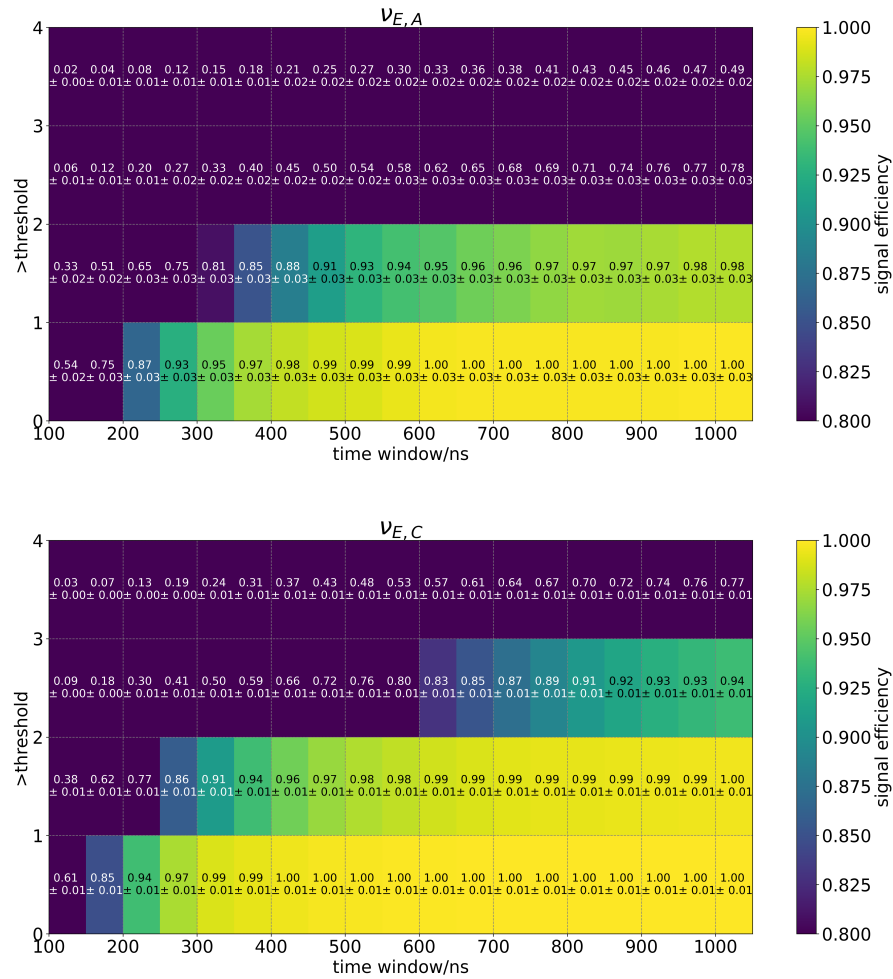 ν_{E, A}
4
0.02 0.04 0.08 0.12 0.15 0.18 0.21 0.25 0.27 0.30 0.33 0.36 0.38 0.41 0.43 0.45 0.46 0.47 0.49
± 0.00± 0.01± 0.01± 0.01± 0.01± 0.01± 0.02± 0.02± 0.02± 0.02± 0.02± 0.02± 0.02± 0.02± 0.02± 0.02± 0.02± 0.02± 0.02
3
0.06 0.12 0.20 0.27 0.33 0.40 0.45 0.50 0.54 0.58 0.62 0.65 0.68 0.69 0.71 0.74 0.76 0.77 0.78
± 0.01± 0.01± 0.01± 0.02± 0.02± 0.02± 0.02± 0.02± 0.02± 0.03± 0.03± 0.03± 0.03± 0.03± 0.03± 0.03± 0.03± 0.03± 0.03
2
0.33 0.51 0.65 0.75 0.81 0.85 0.88 0.91 0.93 0.94 0.95 0.96 0.96 0.97 0.97 0.97 0.97 0.98 0.98
± 0.02± 0.02± 0.03± 0.03± 0.03± 0.03± 0.03± 0.03± 0.03± 0.03± 0.03± 0.03± 0.03± 0.03± 0.03± 0.03± 0.03± 0.03± 0.03
1
0.54 0.75 0.87 0.93 0.95 0.97 0.98 0.99 0.99 0.99 1.00 1.00 1.00 1.00 1.00 1.00 1.00 1.00 1.00
± 0.02± 0.03± 0.03± 0.03± 0.03± 0.03± 0.03± 0.03± 0.03± 0.03± 0.03± 0.03± 0.03± 0.03± 0.03± 0.03± 0.03± 0.03± 0.03
0
>threshold
100 200 300 400 500 600 700 800 900 1000
time window/ns
1.000
0.975
0.950
0.925
0.900
0.875
0.850
0.825
0.800
signal efficiency
ν_{E, C}
4
0.03 0.07 0.13 0.19 0.24 0.31 0.37 0.43 0.48 0.53 0.57 0.61 0.64 0.67 0.70 0.72 0.74 0.76 0.77
± 0.00± 0.00± 0.00± 0.00± 0.01± 0.01± 0.01± 0.01± 0.01± 0.01± 0.01± 0.01± 0.01± 0.01± 0.01± 0.01± 0.01± 0.01± 0.01
3
0.09 0.18 0.30 0.41 0.50 0.59 0.66 0.72 0.76 0.80 0.83 0.85 0.87 0.89 0.91 0.92 0.93 0.93 0.94
± 0.00± 0.00± 0.01± 0.01± 0.01± 0.01± 0.01± 0.01± 0.01± 0.01± 0.01± 0.01± 0.01± 0.01± 0.01± 0.01± 0.01± 0.01± 0.01
2
0.38 0.62 0.77 0.86 0.91 0.94 0.96 0.97 0.98 0.98 0.99 0.99 0.99 0.99 0.99 0.99 0.99 0.99 1.00
± 0.01± 0.01± 0.01± 0.01± 0.01± 0.01± 0.01± 0.01± 0.01± 0.01± 0.01± 0.01± 0.01± 0.01± 0.01± 0.01± 0.01± 0.01± 0.01
1
0.61 0.85 0.94 0.97 0.99 0.99 1.00 1.00 1.00 1.00 1.00 1.00 1.00 1.00 1.00 1.00 1.00 1.00 1.00
± 0.01± 0.01± 0.01± 0.01± 0.01± 0.01± 0.01± 0.01± 0.01± 0.01± 0.01± 0.01± 0.01± 0.01± 0.01± 0.01± 0.01± 0.01± 0.01
0
>threshold
100 200 300 400 500 600 700 800 900 1000
time window/ns
1.000
0.975
0.950
0.925
0.900
0.875
0.850
0.825
0.800
signal efficiency